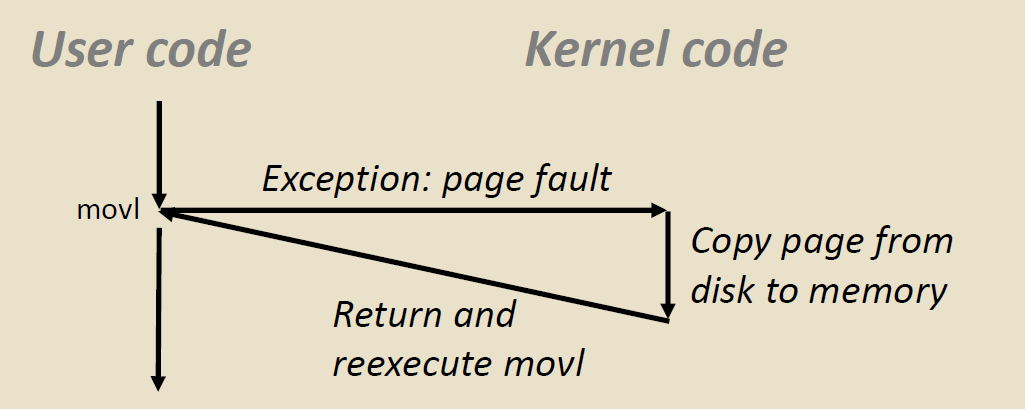 User code
Kernel code
Exception: page fault
movl
Copy page from
disk to memory
Return and
reexecute movl